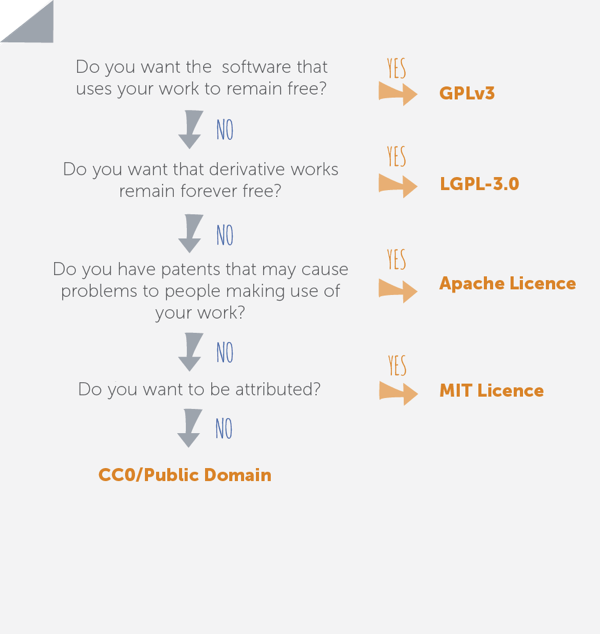 Do you want the software that
YES
uses your work to remain free?
GPLv3
NO
Do you want that derivative works
YES
remain forever free?
LGPL-3.0
NO
Do you have patents that may cause
YES
problems to people making use of
Apache Licence
your work?
NO
Do you want to be attributed?
YES
MIT Licence
NO
CC0/Public Domain